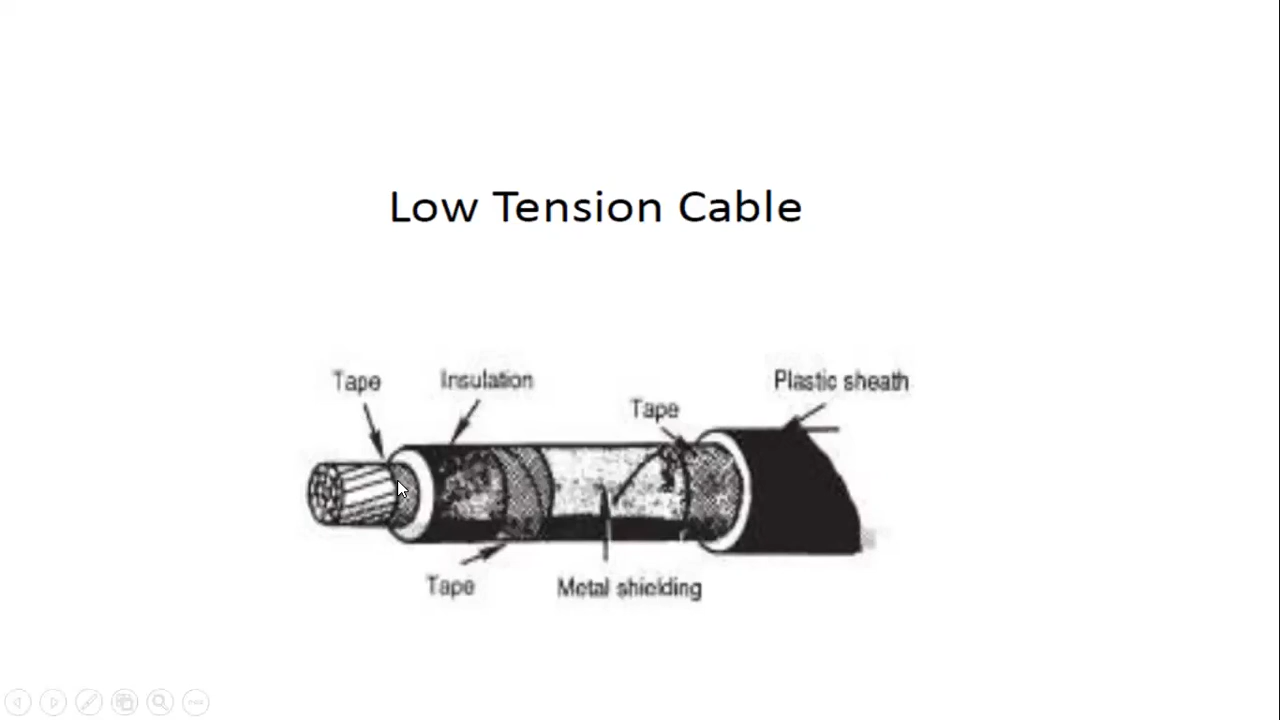 Low Tension Cable
Tape
Insulation
Tape
Plastic sheath
Tape
Metal shielding